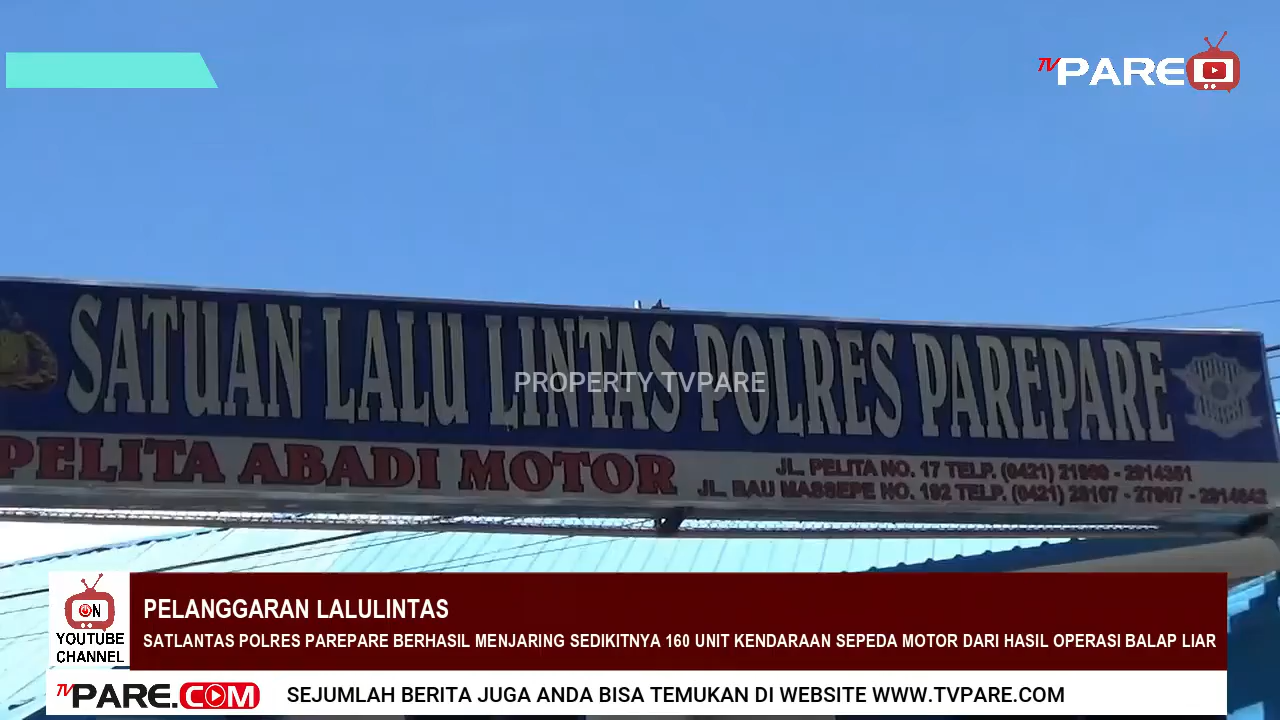 TVPARE
SATUAN LALU LINTAS POLRES PAREPARE
PROPERTY TVPARE
PELITA ABADI MOTOR
JL. PELITA NO. 17 TELP. (0421)
JL. BAU MASSEPE NO. 192 TELP. (0421)
ON
YOUTUBE
CHANNEL
PELANGGARAN LALULINTAS
SATLANTAS POLRES PAREPARE BERHASIL MENJARING SEDIKITNYA 160 UNIT KENDARAAN SEPEDA MOTOR DARI HASIL OPERASI BALAP LIAR
TVPARE.COM
SEJUMLAH BERITA JUGA ANDA BISA TEMUKAN DI WEBSITE WWW.TVPARE.COM